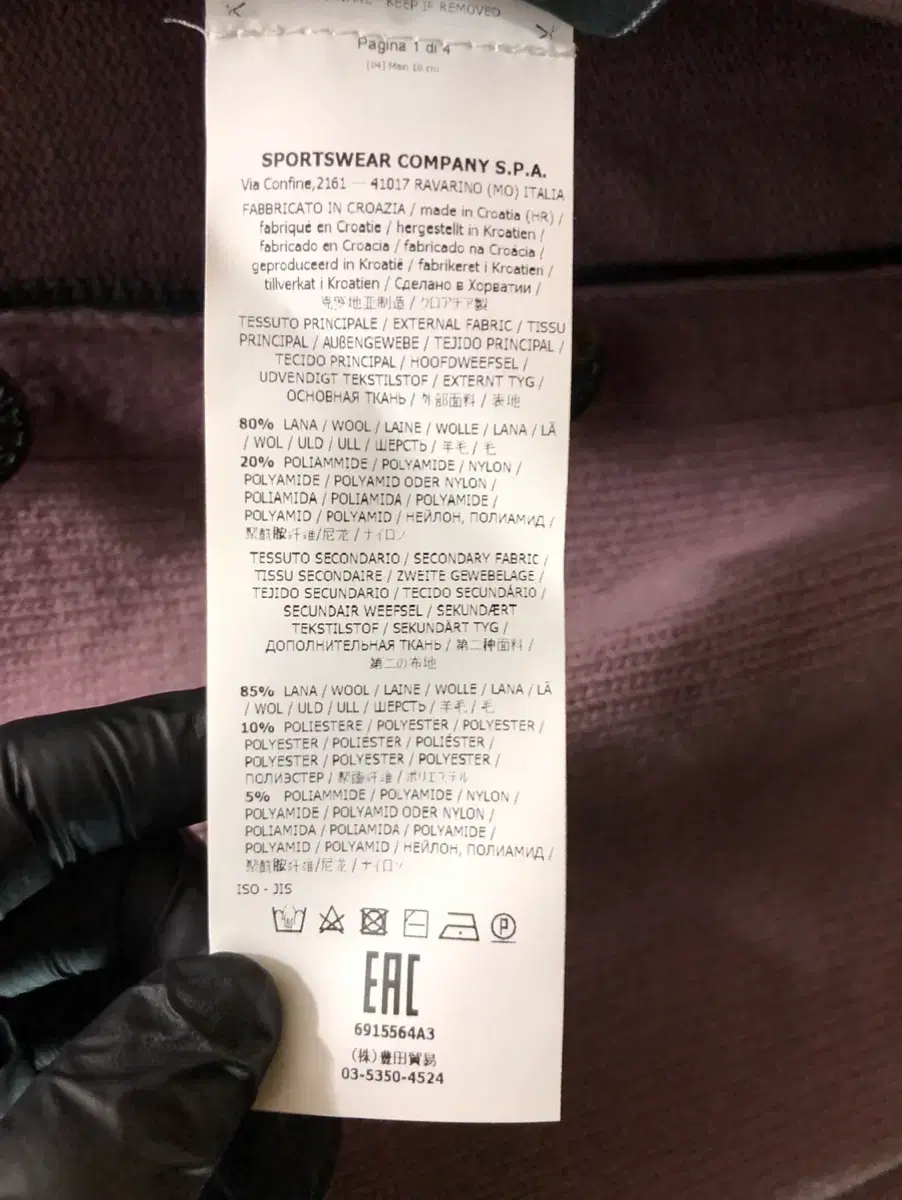 KEEP IF REMOVED
Pagina 1 di 4
SPORTSWEAR COMPANY S.P.A.
Via Confine,2161 — 41017 RAVARINO (MO) ITALIA
FABBRICATO IN CROAZIA / made in Croatia (HR) /
fabriqué en Croatie / hergestellt in Kroatien /
fabricado en Croacia / fabricado na Croácia /
geproduceerd in Kroatië / fabrikeret i Kroatien /
tillverkat i Kroatien / Сделано в Хорватии /
克罗地亚制造 / クロアチア製
TESSUTO PRINCIPALE / EXTERNAL FABRIC / TISSU
PRINCIPAL / AUßENGEWEBE / TEJIDO PRINCIPAL /
TECIDO PRINCIPAL / HOOFDWEEFSEL /
UDVENDIGT TEKSTILSTOF / EXTERNT TYG /
ОСНОВНАЯ ТКАНЬ / 外部面料 / 表地
80% LANA / WOOL / LAINE / WOLLE / LANA / LÃ
/ WOL / ULD / ULL / ШЕРСТЬ / 羊毛 / 毛
20% POLIAMMIDE / POLYAMIDE / NYLON /
POLYAMIDE / POLYAMID ODER NYLON /
POLIAMIDA / POLIAMIDA / POLYAMIDE /
POLYAMID / POLYAMID / НЕЙЛОН, ПОЛИАМИД /
聚酰胺纤维/尼龙 / ナイロン
TESSUTO SECONDARIO / SECONDARY FABRIC /
TISSU SECONDAIRE / ZWEITE GEWEBELAGE /
TEJIDO SECUNDARIO / TECIDO SECUNDÁRIO /
SECUNDAIR WEEFSEL / SEKUNDÆRT
TEKSTILSTOF / SEKUNDÄRT TYG /
ДОПОЛНИТЕЛЬНАЯ ТКАНЬ / 第二种面料 /
第二の布地
85% LANA / WOOL / LAINE / WOLLE / LANA / LÃ
/ WOL / ULD / ULL / ШЕРСТЬ / 羊毛 / 毛
10% POLIESTERE / POLYESTER / POLYESTER /
POLYESTER / POLIÉSTER / POLIÉSTER /
POLYESTER / POLYESTER / POLYESTER /
ПОЛИЭСТЕР / 聚酯纤维 / ポリエステル
5% POLIAMMIDE / POLYAMIDE / NYLON /
POLYAMIDE / POLYAMID ODER NYLON /
POLIAMIDA / POLIAMIDA / POLYAMIDE /
POLYAMID / POLYAMID / НЕЙЛОН, ПОЛИАМИД /
聚酰胺纤维/尼龙 / ナイロン
ISO - JIS
P
EAC
6915564A3
(株)豊田貿易
03-5350-4524